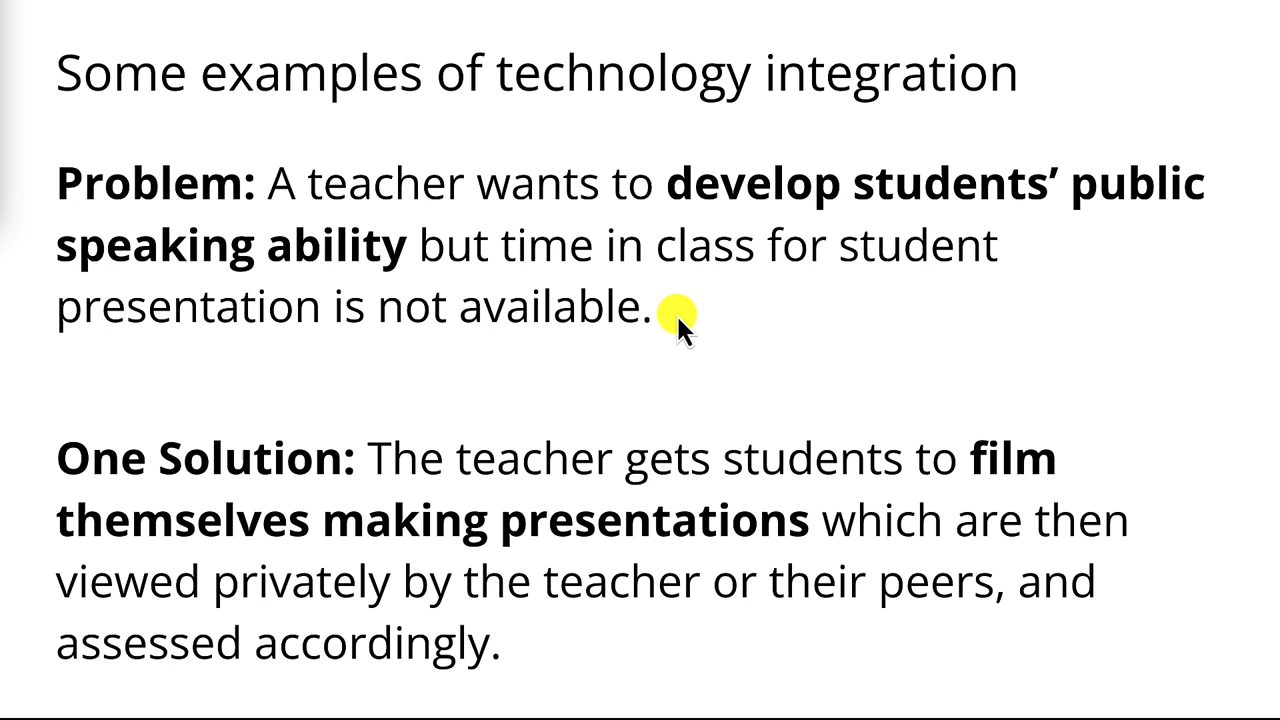 Some examples of technology integration
Problem: A teacher wants to develop students’ public
speaking ability but time in class for student
presentation is not available.
One Solution: The teacher gets students to film
themselves making presentations which are then
viewed privately by the teacher or their peers, and
assessed accordingly.